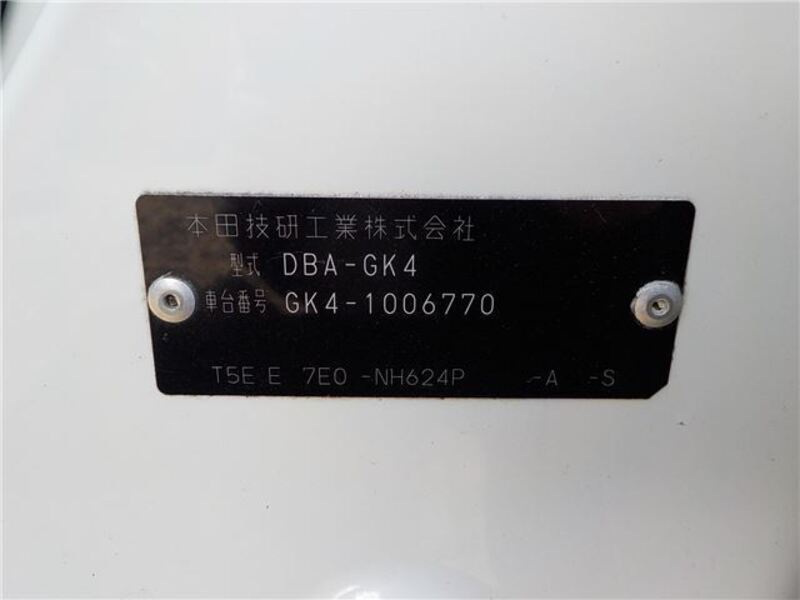 本田技研工業株式会社
型式 DBA-GK4
車台番号 GK4-1006770
T5E E 7E0 -NH624P -A -S